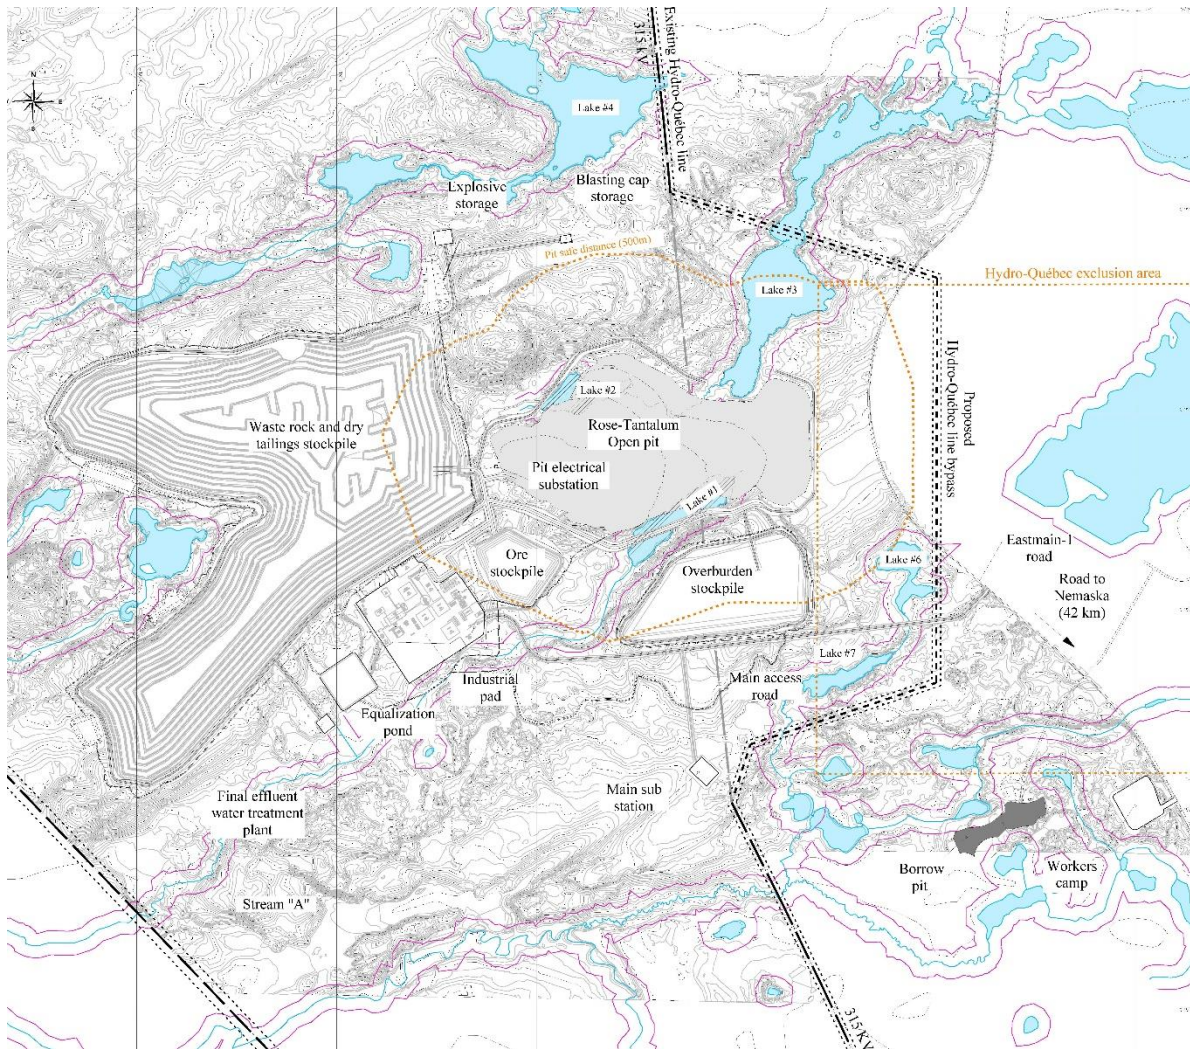 Existing Hydro-Québec line
315 kV
N
E
S
Lake #4
Explosive
storage
Blasting cap
storage
Pit safe distance (500m)
Hydro-Québec exclusion area
Lake #3
Proposed
Hydro-Québec line bypass
Lake #2
Waste rock and dry
tailings stockpile
Rose-Tantalum
Open pit
Pit electrical
substation
Lake #1
Ore
stockpile
Overburden
stockpile
Lake #6
Eastmain-1
road
Road to
Nemaska
(42 km)
Lake #7
Main access
road
Industrial
pad
Equalization
pond
Final effluent
water treatment
plant
Main sub
station
Borrow
pit
Workers
camp
Stream "A"
315 KV